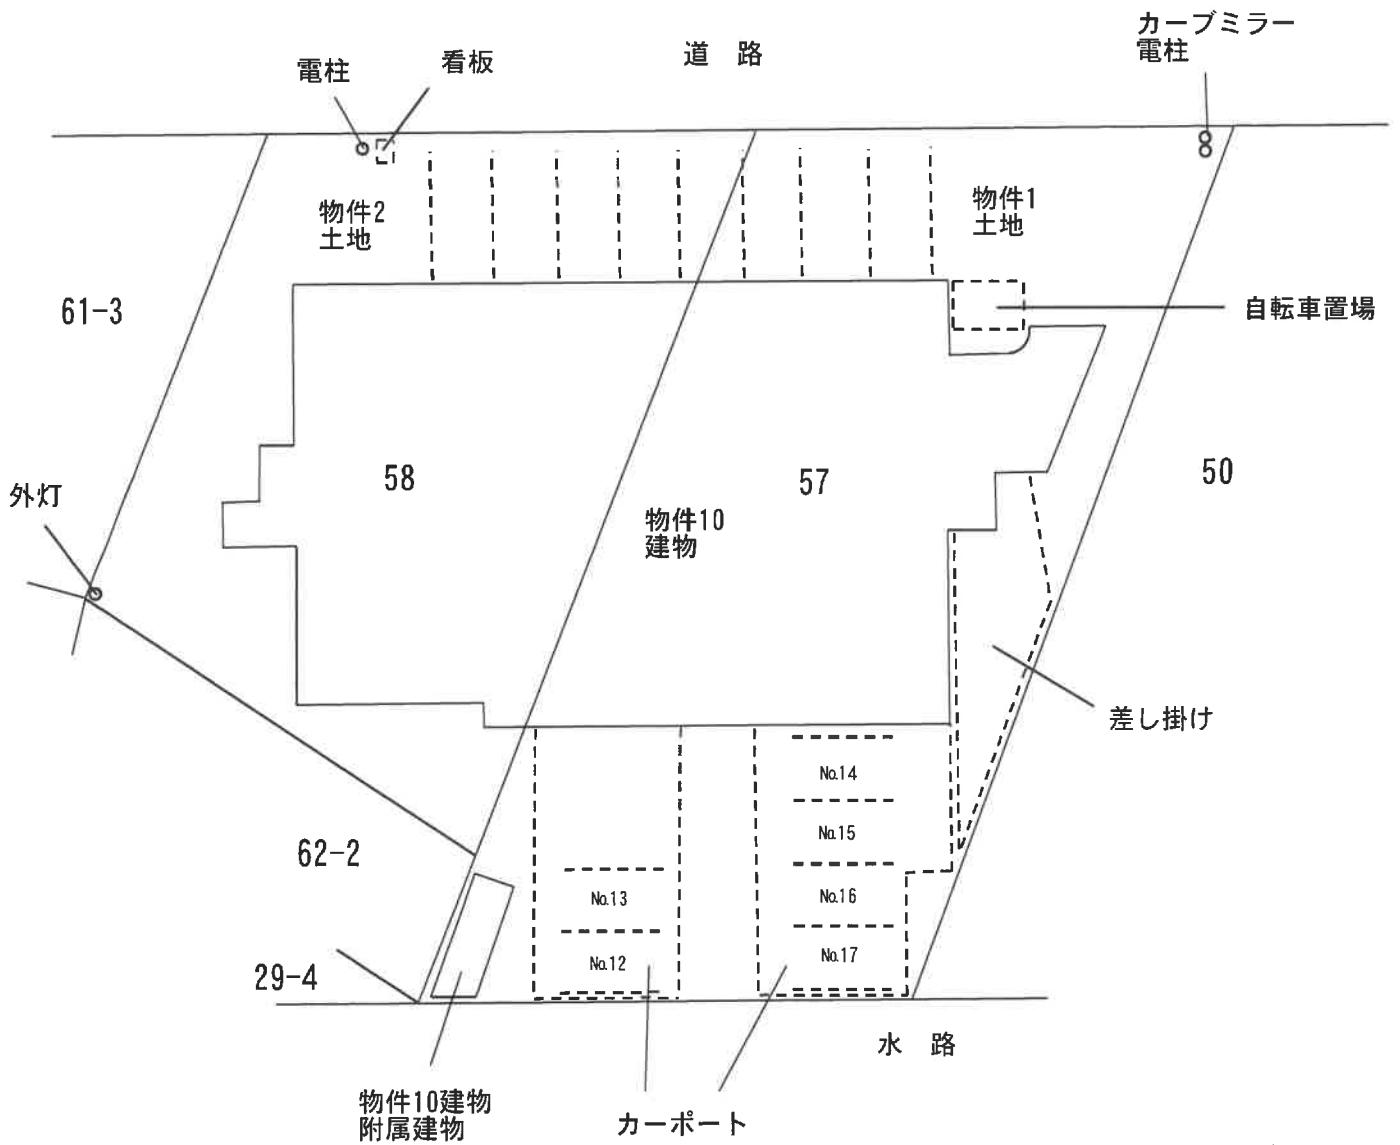 カーブミラー
電柱
道 路
看板
電柱
物件2
土地
物件1
土地
61-3
自転車置場
58
57
50
外灯
物件10
建物
差し掛け
No.14
No.15
62-2
No.13
No.16
No.12
No.17
29-4
水 路
物件10建物
附属建物
カーポート